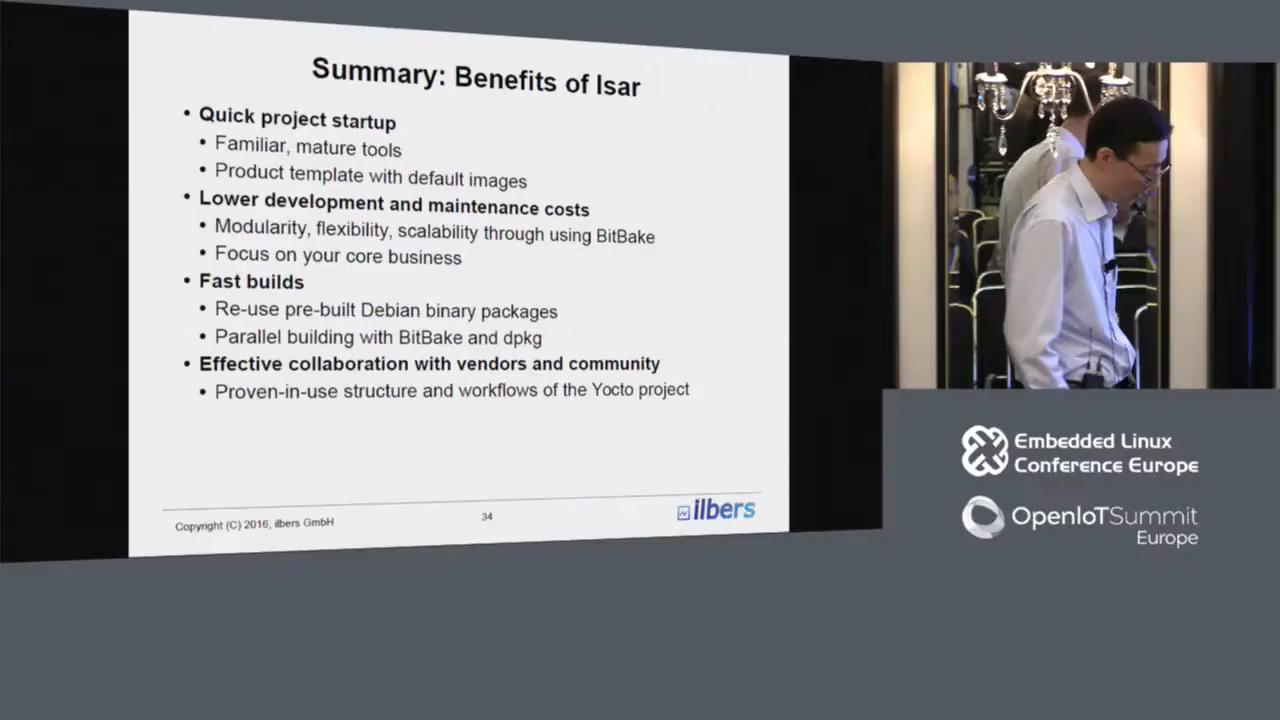 Summary: Benefits of Isar
• Quick project startup
• Familiar, mature tools
• Product template with default images
• Lower development and maintenance costs
• Modularity, flexibility, scalability through using BitBake
• Focus on your core business
• Fast builds
• Re-use pre-built Debian binary packages
• Parallel building with BitBake and dpkg
• Effective collaboration with vendors and community
• Proven-in-use structure and workflows of the Yocto project
Copyright (C) 2016, ilbers GmbH
34
ilbers
Embedded Linux
Conference Europe
OpenIoTSummit
Europe